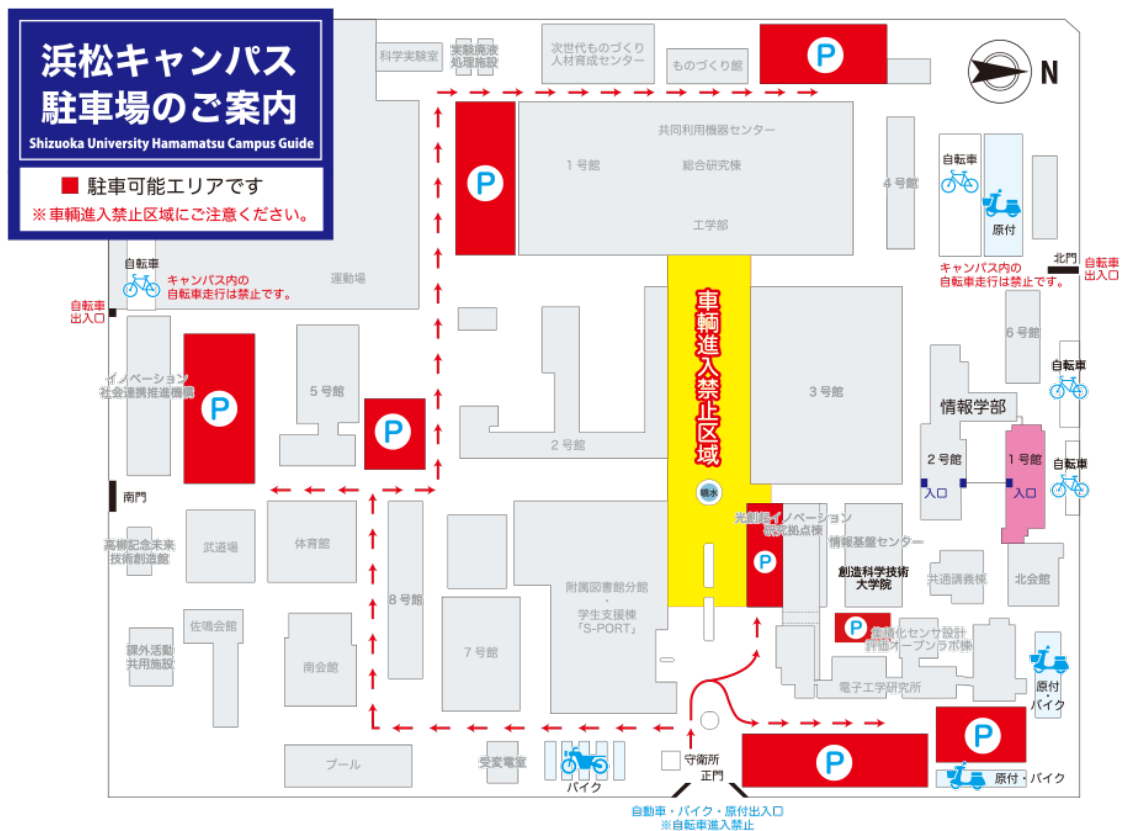 浜松キャンパス
駐車場のご案内
Shizuoka University Hamamatsu Campus Guide
■ 駐車可能エリアです
※車輌進入禁止区域にご注意ください。
科学実験室
実験廃液
処理施設
次世代ものづくり
人材育成センター
ものづくり館
P
N
P
共同利用機器センター
1号館
総合研究棟
工学部
4号館
自転車
原付
キャンパス内の
自転車走行は禁止です。
北門
自転車
出入口
自転車
キャンパス内の
自転車走行は禁止です。
運動場
自転車
出入口
イノベーション
社会連携推進機構
P
5号館
P
2号館
車輌進入禁止区域
噴水
3号館
6号館
自転車
情報学部
2号館
入口
1号館
入口
自転車
南門
高柳記念未来
技術創造館
武道場
体育館
8号館
附属図書館分館
・
学生支援棟
「S-PORT」
光創起イノベーション
研究拠点棟
P
情報基盤センター
創造科学技術
大学院
共通講義棟
北会館
佐鳴会館
課外活動
共用施設
南会館
7号館
P
集積化センサ設計
評価オープンラボ棟
電子工学研究所
原付
・
バイク
プール
受変電室
バイク
守衛所
正門
P
P
原付・バイク
自動車・バイク・原付出入口
※自転車進入禁止